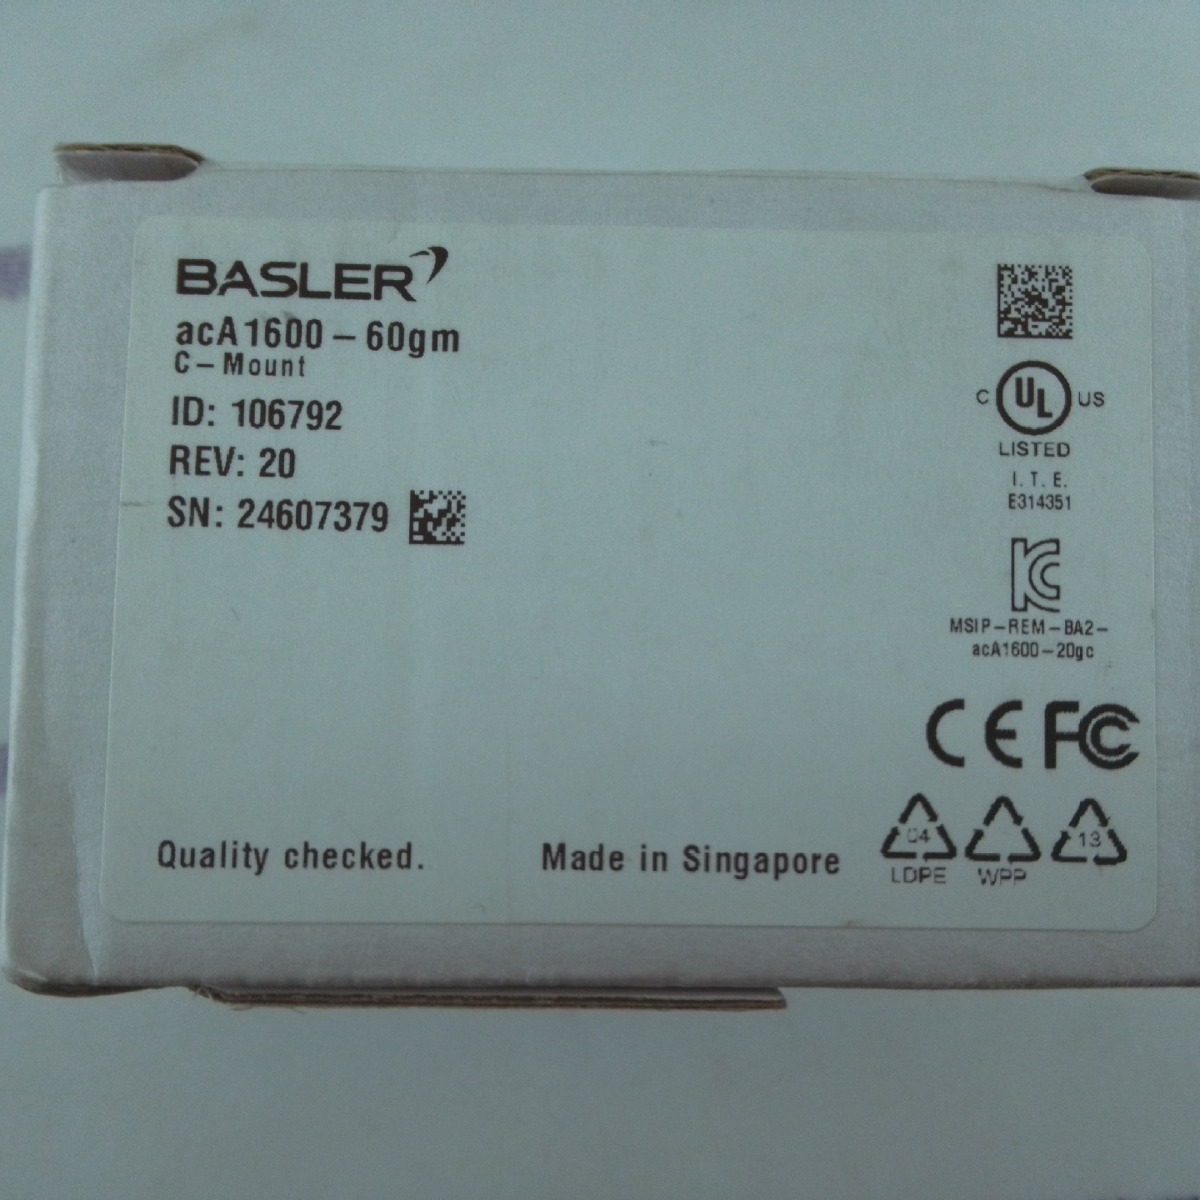 BASLER
acA1600-60gm
C-Mount
ID: 106792
REV: 20
SN: 24607379
C UL US
LISTED
I. T. E.
E314351
KC
MSIP-REM-BA2-
acA1600-20gc
CE FC
04
LDPE
WPP
13
Quality checked.
Made in Singapore